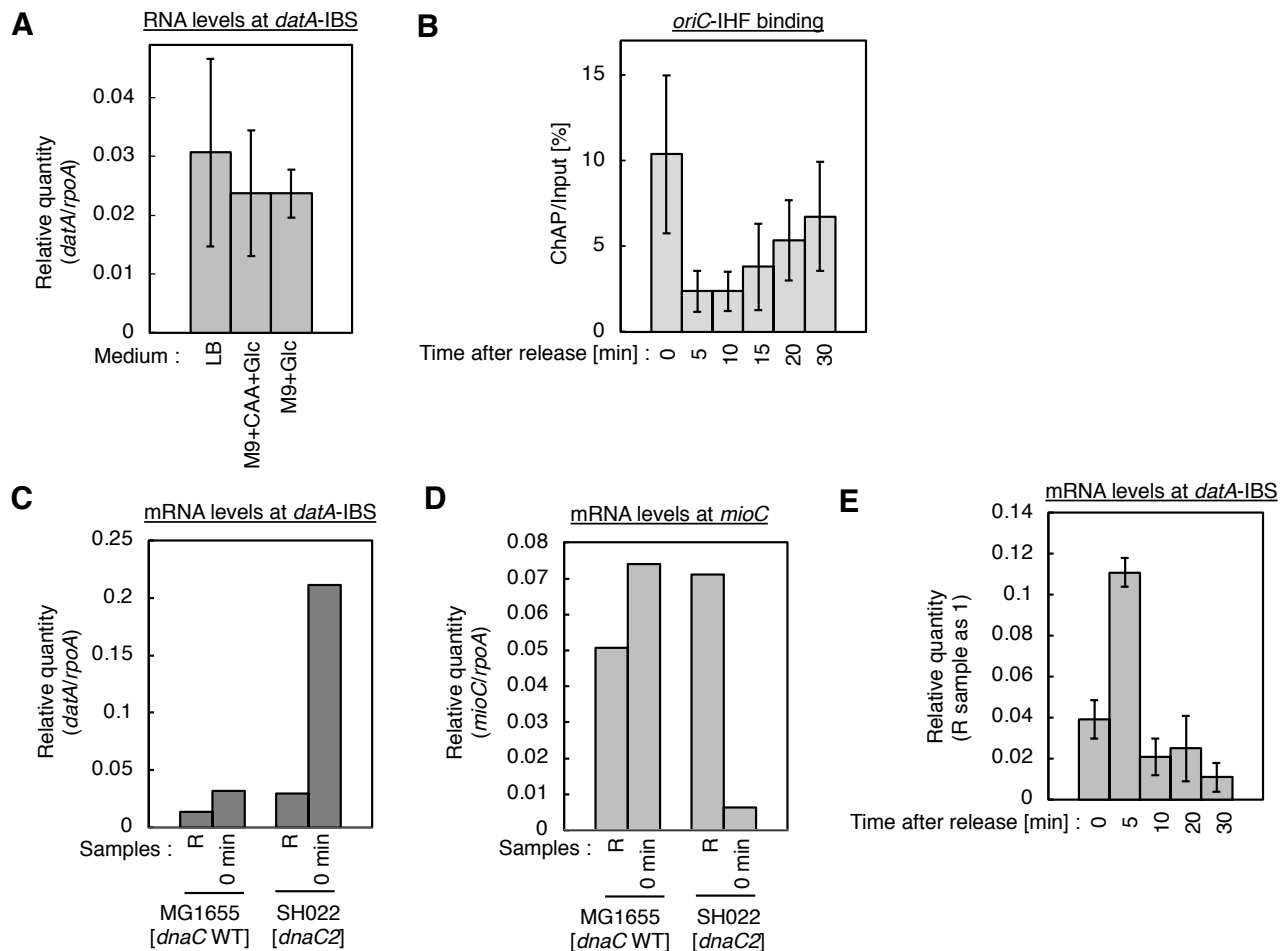 A
RNA levels at datA-IBS
Relative quantity
(datA/rpoA)
0.04
0.03
0.02
0.01
0
Medium :
LB
M9+CAA+Glc
M9+Glc
B
oriC-IHF binding
ChAP/Input [%]
15
10
5
0
Time after release [min] :
0
5
10
15
20
30
C
mRNA levels at datA-IBS
Relative quantity
(datA/rpoA)
0.25
0.2
0.15
0.1
0.05
0
Samples :
R
0 min
R
0 min
MG1655
[dnaC WT]
SH022
[dnaC2]
D
mRNA levels at mioC
Relative quantity
(mioC/rpoA)
0.08
0.07
0.06
0.05
0.04
0.03
0.02
0.01
0
Samples :
R
0 min
R
0 min
MG1655
[dnaC WT]
SH022
[dnaC2]
E
mRNA levels at datA-IBS
Relative quantity
(R sample as 1)
0.14
0.12
0.1
0.08
0.06
0.04
0.02
0
Time after release [min] :
0
5
10
20
30